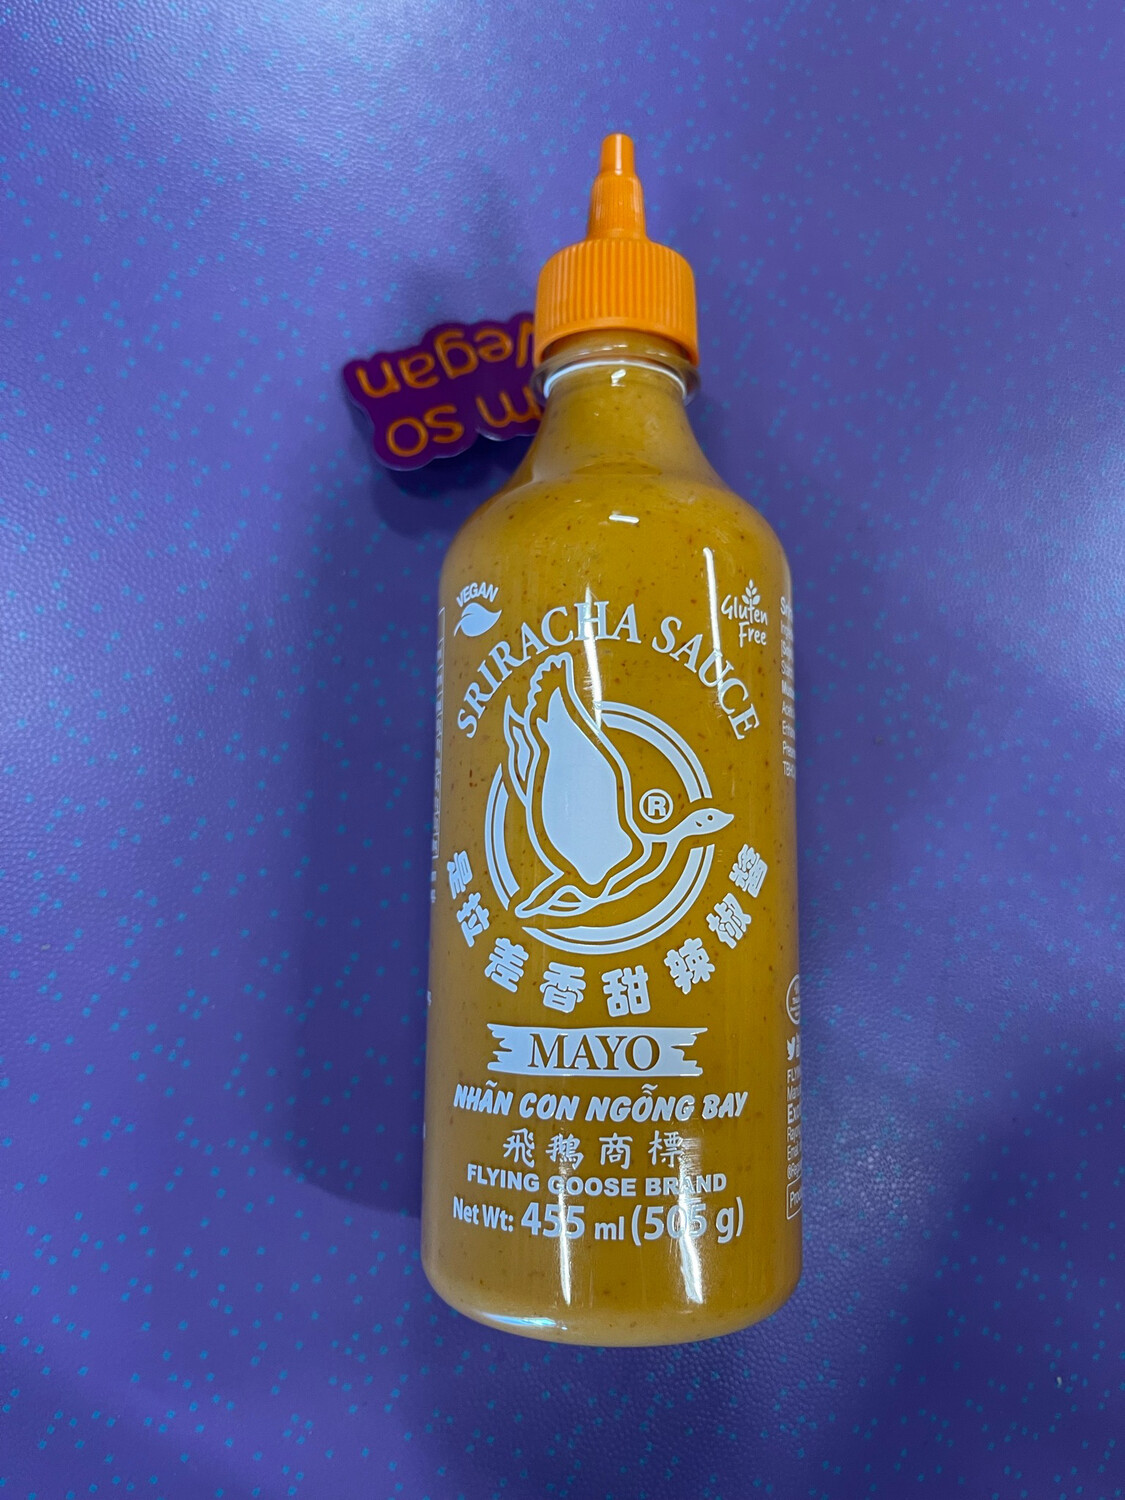 m so
vegan
VEGAN
Gluten
Free
SRIRACHA SAUCE
®
是拉差香甜辣椒醬
MAYO
NHÃN CON NGỖNG BAY
飛鵝商標
FLYING GOOSE BRAND
Net Wt: 455 ml (505 g)